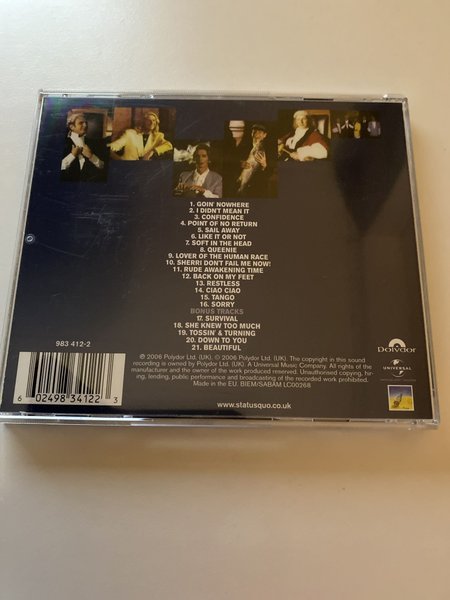 1. GOIN' NOWHERE
2. I DIDN'T MEAN IT
3. CONFIDENCE
4. POINT OF NO RETURN
5. SAIL AWAY
6. LIKE IT OR NOT
7. SOFT IN THE HEAD
8. QUEENIE
9. LOVER OF THE HUMAN RACE
10. SHERRI DON'T FAIL ME NOW!
11. RUDE AWAKENING TIME
12. BACK ON MY FEET
13. RESTLESS
14. CIAO CIAO
15. TANGO
16. SORRY
BONUS TRACKS
17. SURVIVAL
18. SHE KNEW TOO MUCH
19. TOSSIN' & TURNING
20. DOWN TO YOU
21. BEAUTIFUL
983 412-2
℗ 2006 Polydor Ltd. (UK). © 2006 Polydor Ltd. (UK). The copyright in this sound
recording is owned by Polydor Ltd. (UK). A Universal Music Company. All rights of the
manufacturer and the owner of the work produced reserved. Unauthorised copying, hir-
ing, lending, public performance and broadcasting of the recorded work prohibited.
Made in the EU. BIEM/SABAM LC00268
www.statusquo.co.uk
6 02498 34122 3
Polydor
UNIVERSAL